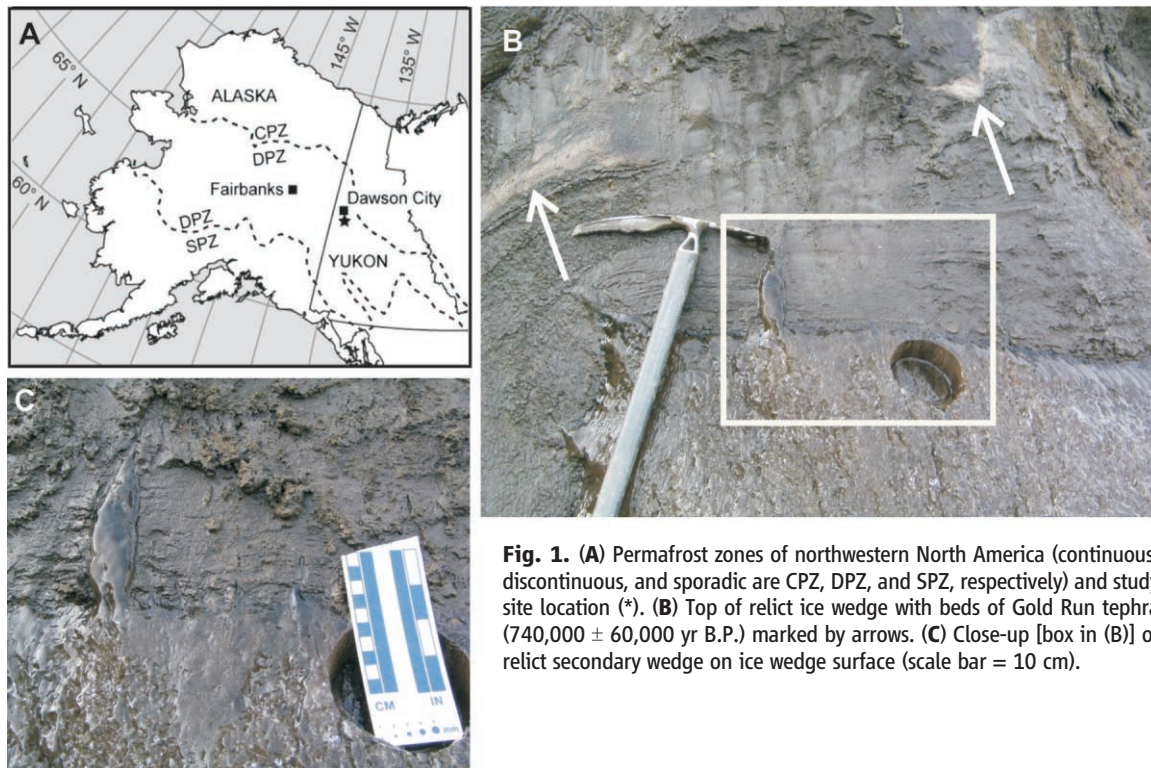 A
65° N
60° N
145° W
135° W
ALASKA
CPZ
DPZ
Fairbanks
Dawson City
DPZ
SPZ
YUKON
B
C
CM IN
mm
Fig. 1. (A) Permafrost zones of northwestern North America (continuous
discontinuous, and sporadic are CPZ, DPZ, and SPZ, respectively) and study
site location (*). (B) Top of relict ice wedge with beds of Gold Run tephra
(740,000 ± 60,000 yr B.P.) marked by arrows. (C) Close-up [box in (B)] o
relict secondary wedge on ice wedge surface (scale bar = 10 cm).